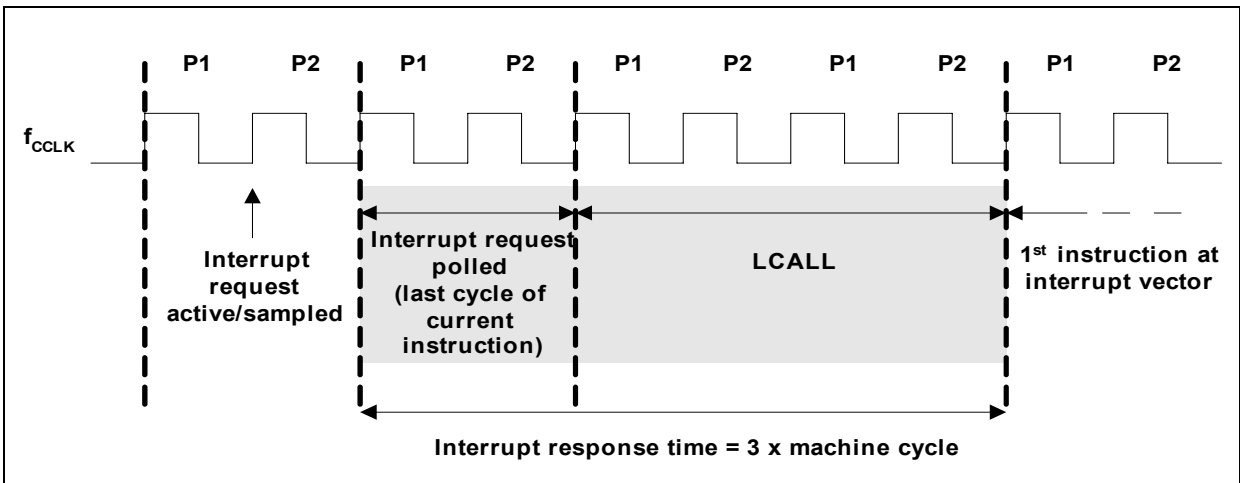 P1 P2 P1 P2 P1 P2 P1 P2 P1 P2
fCCLK
Interrupt
request
active/sampled
Interrupt request
polled
(last cycle of
current
instruction)
LCALL
1st instruction at
interrupt vector
Interrupt response time = 3 x machine cycle